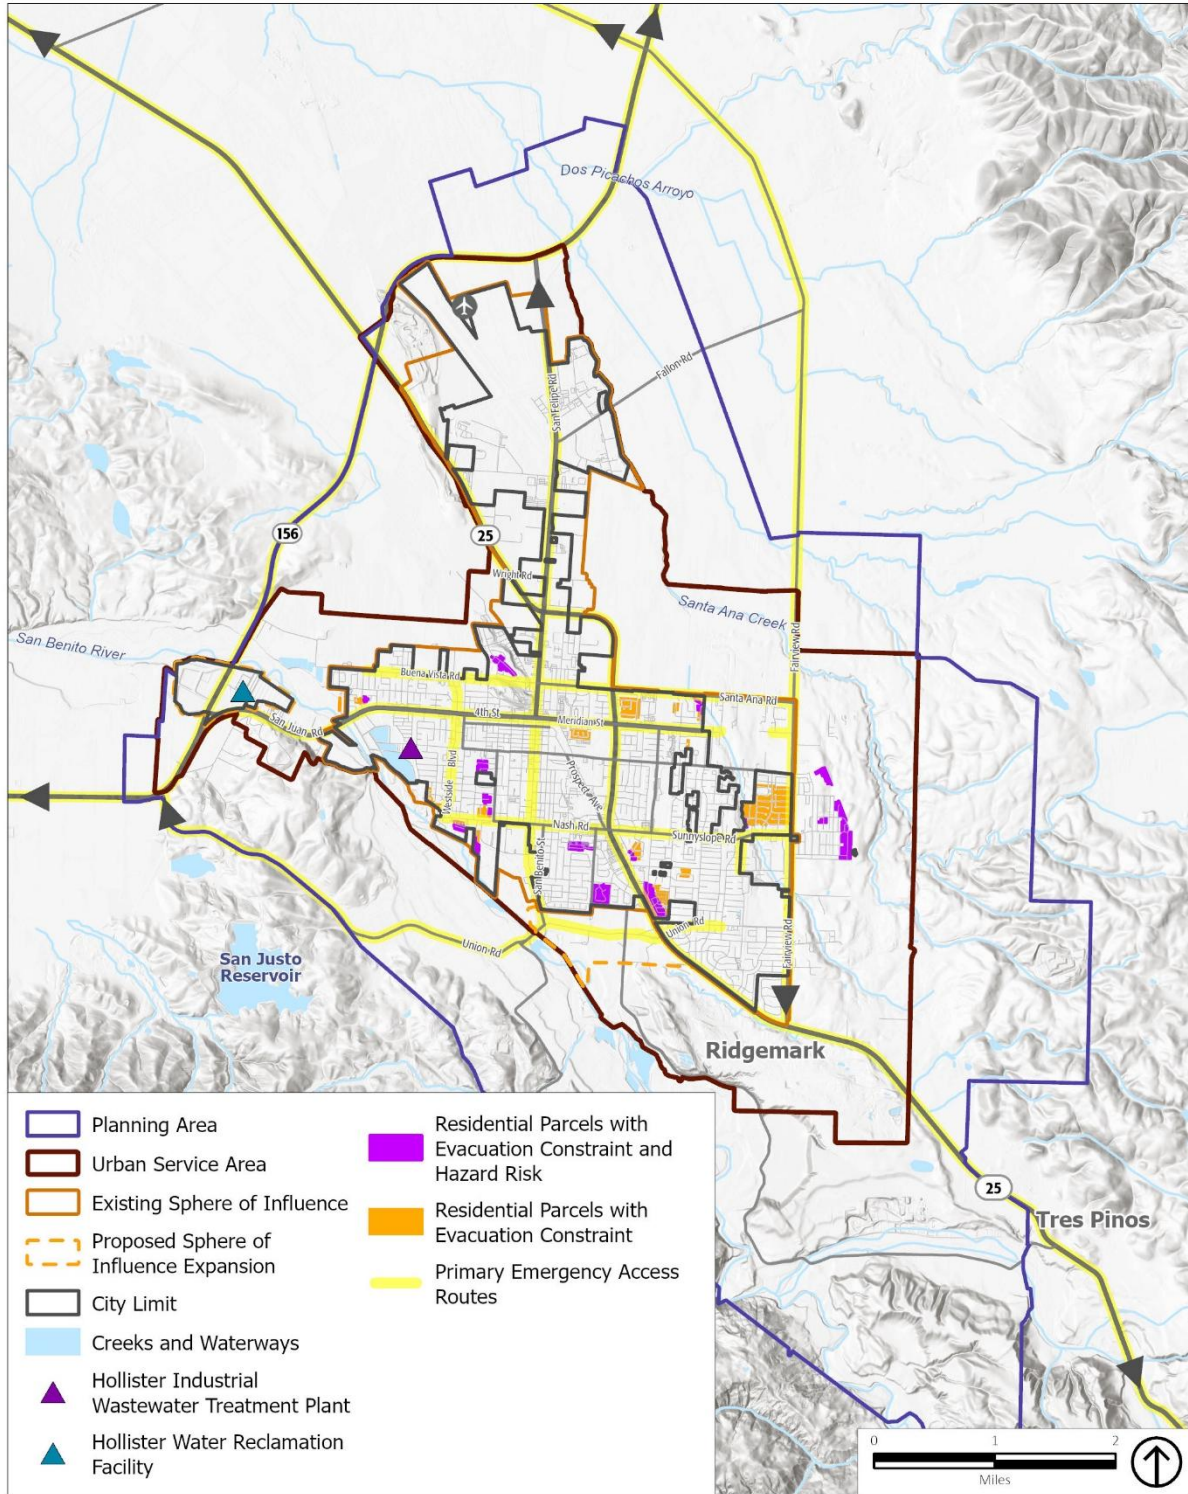 Dos Picachos Arroyo
Fallon Rd
San Felipe Rd
156
25
Wright Rd
Santa Ana Creek
San Benito River
Fairview Rd
Buena Vista Rd
Santa Ana Rd
4th St
Meridian St
San Juan Rd
Westside Blvd
Prospect Ave
Nash Rd
Sunnyslope Rd
San Benito St
Union Rd
Union Rd
Fairview Rd
San Justo
Reservoir
Ridgemark
25
Tres Pinos
Planning Area
Urban Service Area
Existing Sphere of Influence
Proposed Sphere of
Influence Expansion
City Limit
Creeks and Waterways
Hollister Industrial
Wastewater Treatment Plant
Hollister Water Reclamation
Facility
Residential Parcels with
Evacuation Constraint and
Hazard Risk
Residential Parcels with
Evacuation Constraint
Primary Emergency Access
Routes
0 1 2
Miles